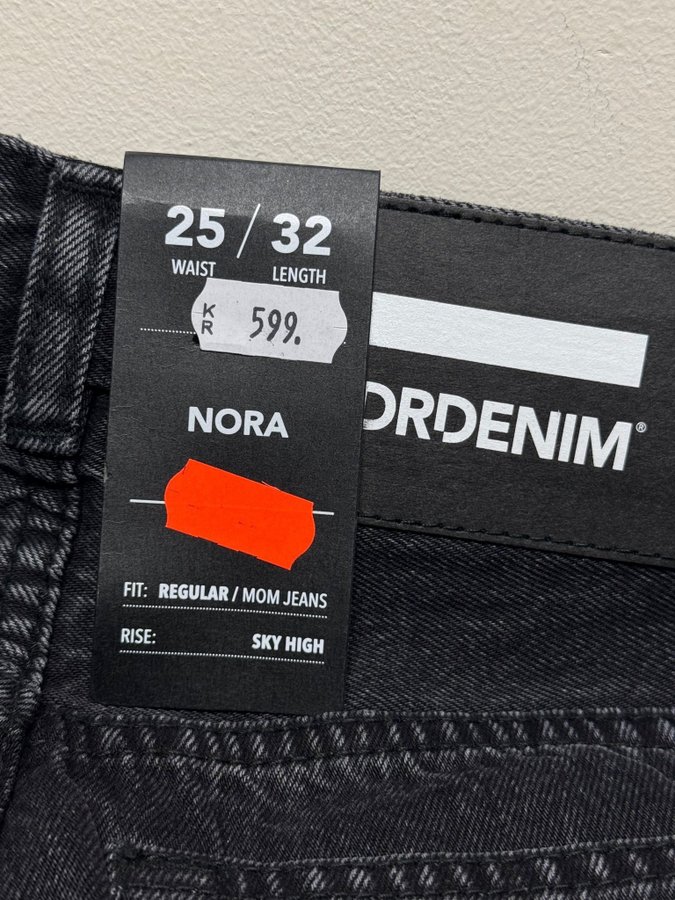 25 / 32
WAIST LENGTH
KR 599.
NORA
ORDENIM®
FIT: REGULAR / MOM JEANS
RISE: SKY HIGH